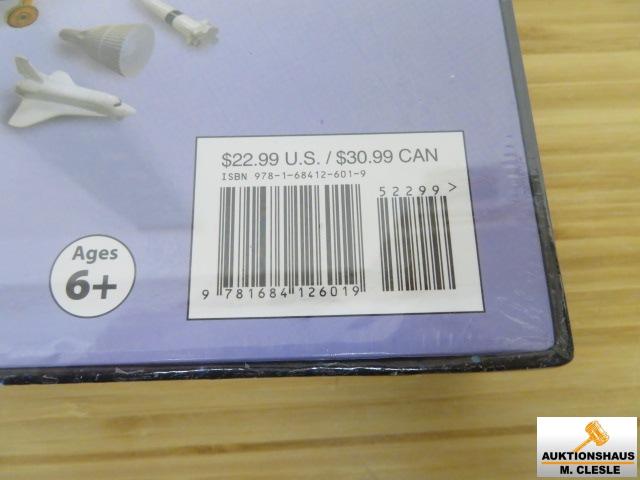 $22.99 U.S. / $30.99 CAN
ISBN 978-1-68412-601-9
52299>
9 781684 126019
Ages
6+
AUKTIONSHAUS
M. CLESLE